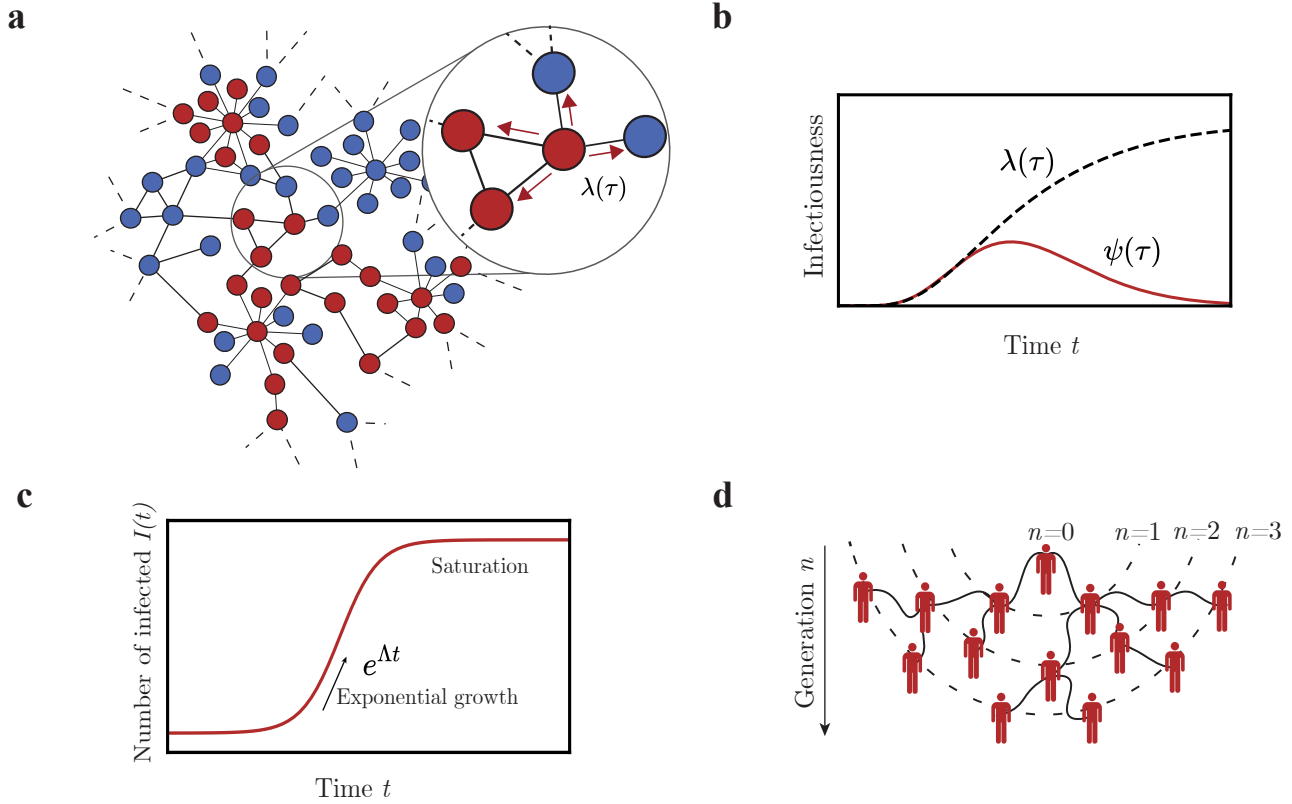 a
λ(τ)
b
Infectiousness
λ(τ)
ψ(τ)
Time t
c
Number of infected I(t)
Saturation
e^{Λt}
Exponential growth
Time t
d
Generation n
n=0
n=1
n=2
n=3